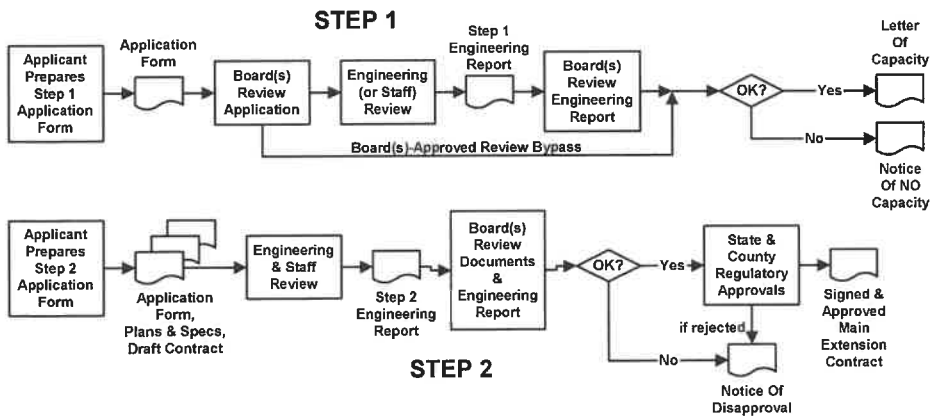 STEP 1
Applicant
Prepares
Step 1
Application
Form
Application
Form
Board(s)
Review
Application
Engineering
(or Staff)
Review
Step 1
Engineering
Report
Board(s)
Review
Engineering
Report
OK?
Yes
Letter
Of
Capacity
No
Notice
Of NO
Capacity
Board(s)-Approved Review Bypass
Applicant
Prepares
Step 2
Application
Form
Application
Form,
Plans & Specs,
Draft Contract
Engineering
& Staff
Review
Step 2
Engineering
Report
Board(s)
Review
Documents
&
Engineering
Report
OK?
Yes
State &
County
Regulatory
Approvals
Signed &
Approved
Main
Extension
Contract
if rejected
No
Notice Of
Disapproval
STEP 2